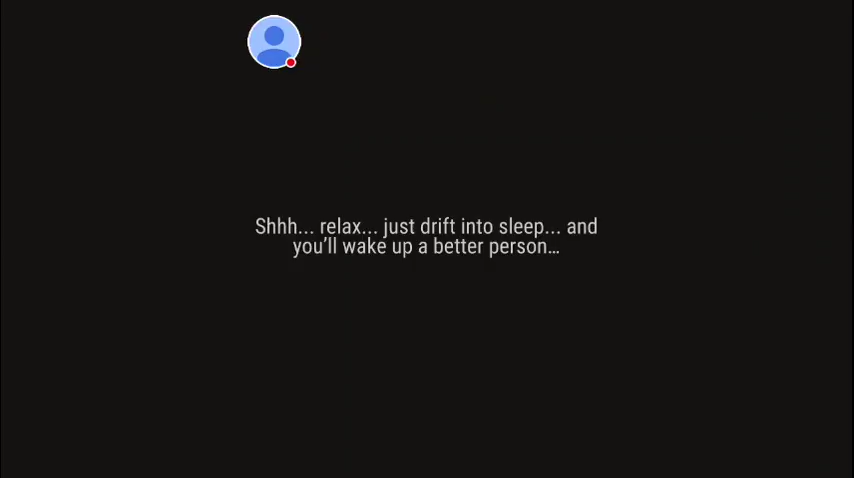 Shhh... relax... just drift into sleep... and
you'll wake up a better person...